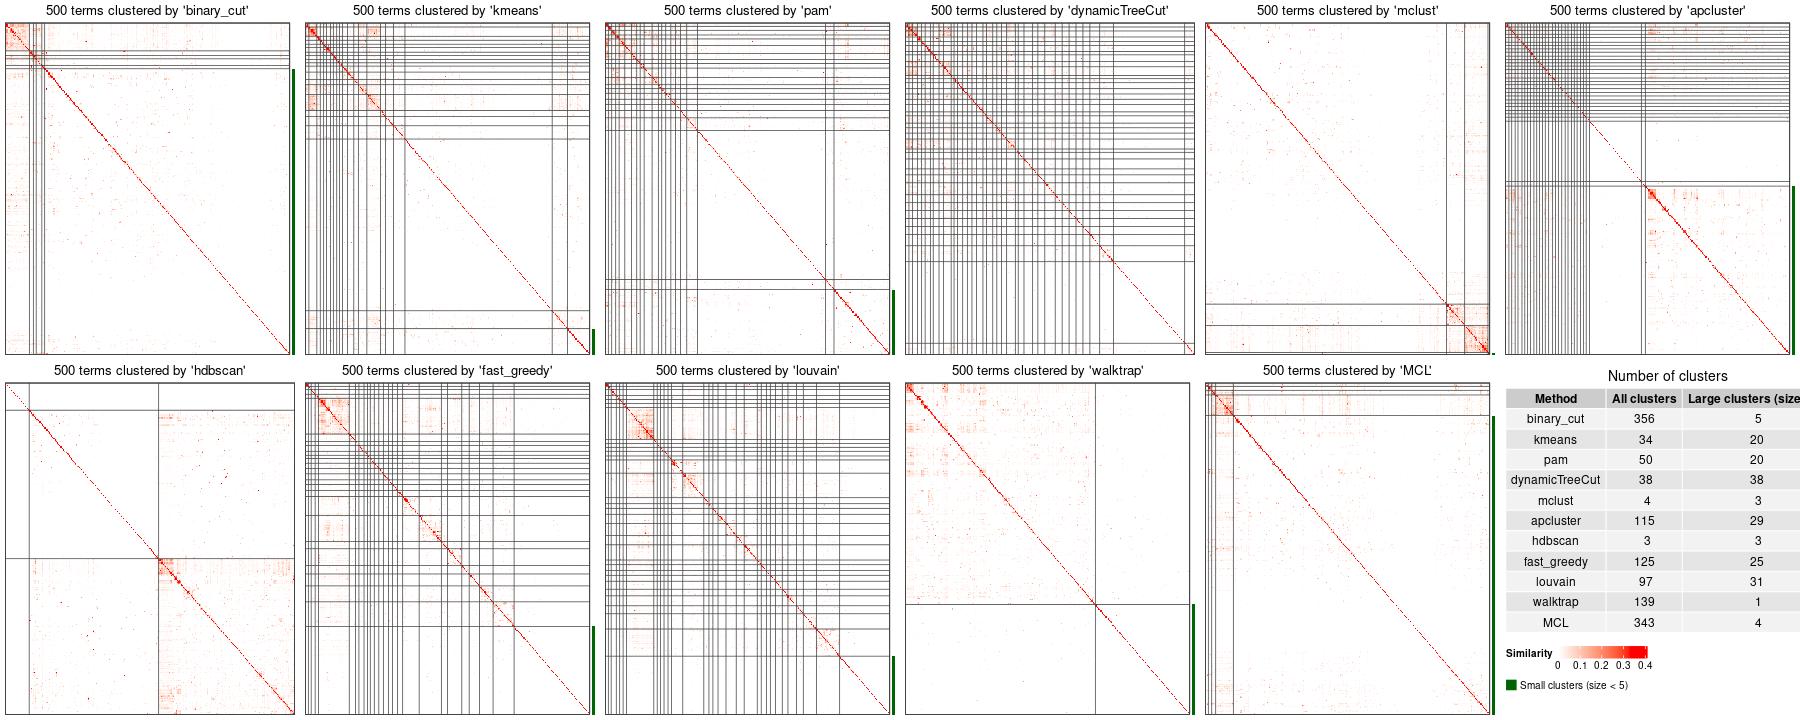 500 terms clustered by 'binary_cut'
500 terms clustered by 'kmeans'
500 terms clustered by 'pam'
500 terms clustered by 'dynamicTreeCut'
500 terms clustered by 'mclust'
500 terms clustered by 'apcluster'
500 terms clustered by 'hdbscan'
500 terms clustered by 'fast_greedy'
500 terms clustered by 'louvain'
500 terms clustered by 'walktrap'
500 terms clustered by 'MCL'
Number of clusters
Method All clusters Large clusters (size
binary_cut 356 5
kmeans 34 20
pam 50 20
dynamicTreeCut 38 38
mclust 4 3
apcluster 115 29
hdbscan 3 3
fast_greedy 125 25
louvain 97 31
walktrap 139 1
MCL 343 4
Similarity
0 0.1 0.2 0.3 0.4
Small clusters (size < 5)